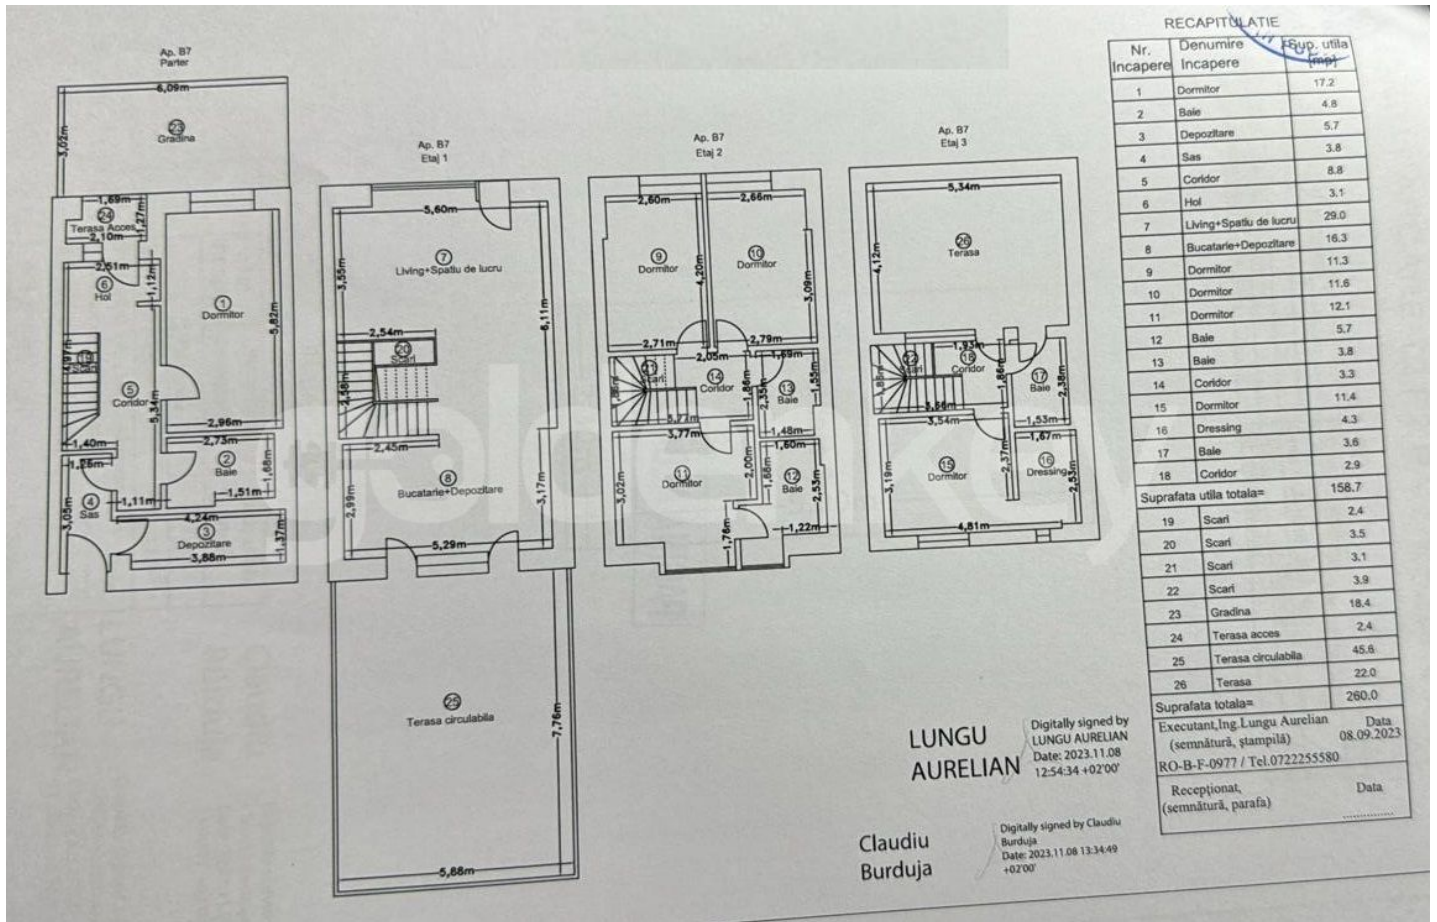 Ap. B7
Parter
6,09m
3,02m
23
Gradina
1,69m
24
1,27m
Terasa Acces
2,10m
2,51m
1,12m
6
Hol
1
Dormitor
5,82m
19
Scari
5
Coridor
5,34m
2,96m
1,40m
2,73m
1,26m
2
Baie
1,68m
4
Sas
1,11m
1,51m
3,05m
4,24m
3
Depozitare
1,37m
3,88m
Ap. B7
Etaj 1
5,60m
7
Living+Spatiu de lucru
3,55m
6,11m
2,54m
20
Scari
2,58m
2,45m
8
Bucatarie+Depozitare
2,99m
3,17m
5,29m
25
Terasa circulabila
7,76m
5,88m
Ap. B7
Etaj 2
2,60m
2,66m
9
Dormitor
10
Dormitor
4,20m
3,09m
2,71m
2,79m
2,05m
1,69m
21
Scari
14
Coridor
1,86m
2,35m
13
Baie
1,55m
3,77m
3,77m
1,48m
1,60m
11
Dormitor
2,00m
1,68m
12
Baie
2,53m
3,02m
1,76m
1,22m
Ap. B7
Etaj 3
5,34m
4,12m
26
Terasa
1,93m
22
Scari
18
Coridor
1,86m
17
Baie
2,38m
3,56m
3,54m
1,53m
1,67m
15
Dormitor
2,37m
16
Dressing
3,19m
2,53m
4,81m
goldenkey
RECAPITULATIE
Nr. Incapere Denumire Incapere Sup. utila [mp]
1 Dormitor 17.2
2 Baie 4.8
3 Depozitare 5.7
4 Sas 3.8
5 Coridor 8.8
6 Hol 3.1
7 Living+Spatiu de lucru 29.0
8 Bucatarie+Depozitare 16.3
9 Dormitor 11.3
10 Dormitor 11.6
11 Dormitor 12.1
12 Baie 5.7
13 Baie 3.8
14 Coridor 3.3
15 Dormitor 11.4
16 Dressing 4.3
17 Baie 3.6
18 Coridor 2.9
Suprafata utila totala= 158.7
19 Scari 2.4
20 Scari 3.5
21 Scari 3.1
22 Scari 3.9
23 Gradina 18.4
24 Terasa acces 2.4
25 Terasa circulabila 45.6
26 Terasa 22.0
Suprafata totala= 260.0
Executant,Ing.Lungu Aurelian Data
(semnătură, ştampilă) 08.09.2023
RO-B-F-0977 / Tel.0722255580
Recepţionat, Data
(semnătură, parafa) ..............
LUNGU
AURELIAN
Digitally signed by
LUNGU AURELIAN
Date: 2023.11.08
12:54:34 +02'00'
Claudiu
Burduja
Digitally signed by Claudiu
Burduja
Date: 2023.11.08 13:34:49
+02'00'